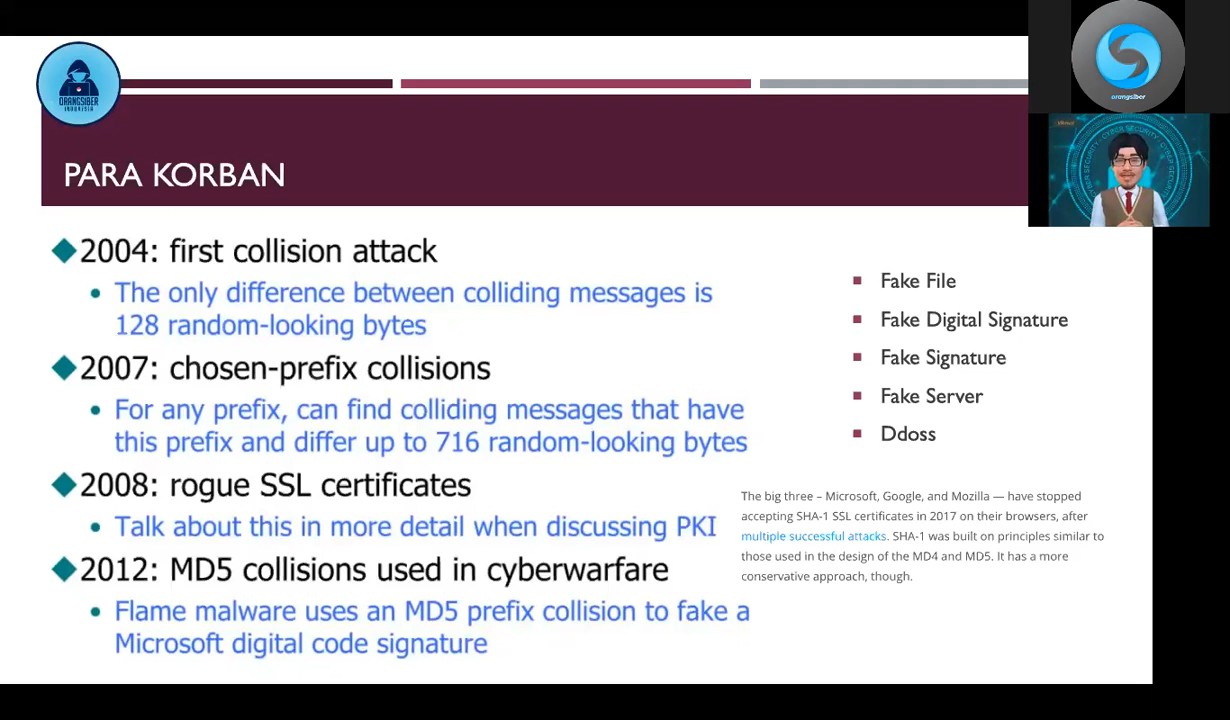 ORANGSIBER
INDONESIA
orangsiber
PARA KORBAN
2004: first collision attack
The only difference between colliding messages is
128 random-looking bytes
2007: chosen-prefix collisions
For any prefix, can find colliding messages that have
this prefix and differ up to 716 random-looking bytes
2008: rogue SSL certificates
Talk about this in more detail when discussing PKI
2012: MD5 collisions used in cyberwarfare
Flame malware uses an MD5 prefix collision to fake a
Microsoft digital code signature
Fake File
Fake Digital Signature
Fake Signature
Fake Server
Ddoss
The big three – Microsoft, Google, and Mozilla — have stopped
accepting SHA-1 SSL certificates in 2017 on their browsers, after
multiple successful attacks. SHA-1 was built on principles similar to
those used in the design of the MD4 and MD5. It has a more
conservative approach, though.